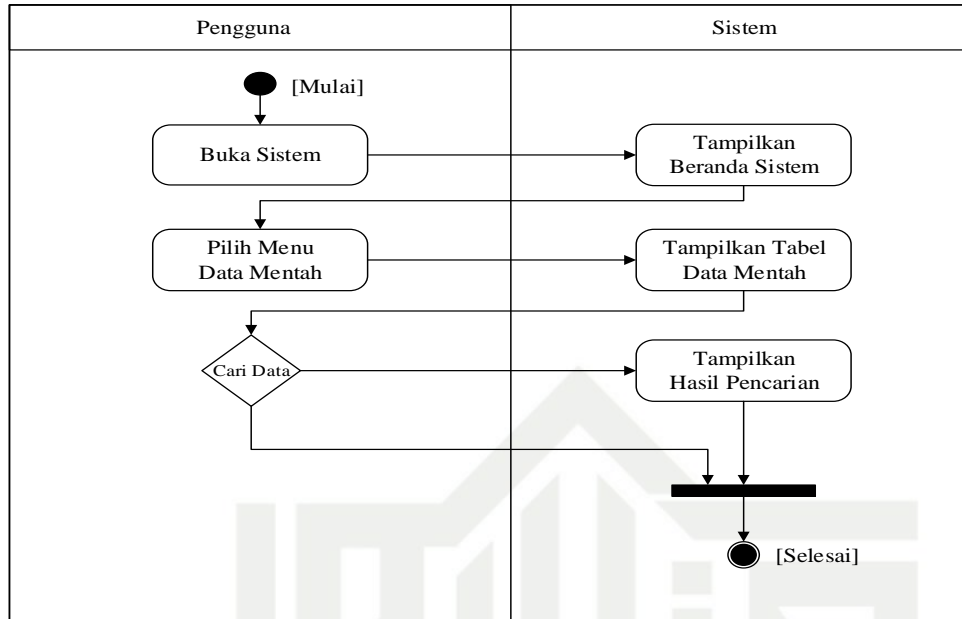 Pengguna
Sistem
[Mulai]
Buka Sistem
Tampilkan
Beranda Sistem
Pilih Menu
Data Mentah
Tampilkan Tabel
Data Mentah
Cari Data
Tampilkan
Hasil Pencarian
[Selesai]